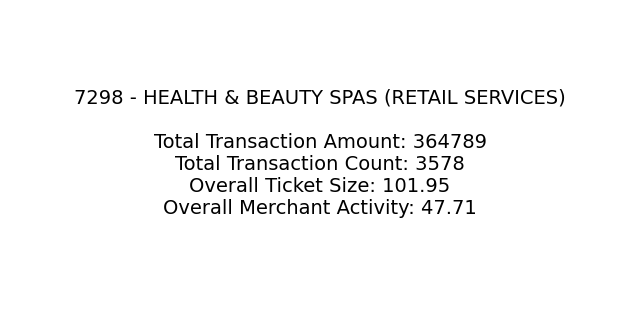 7298 - HEALTH & BEAUTY SPAS (RETAIL SERVICES)
Total Transaction Amount: 364789
Total Transaction Count: 3578
Overall Ticket Size: 101.95
Overall Merchant Activity: 47.71